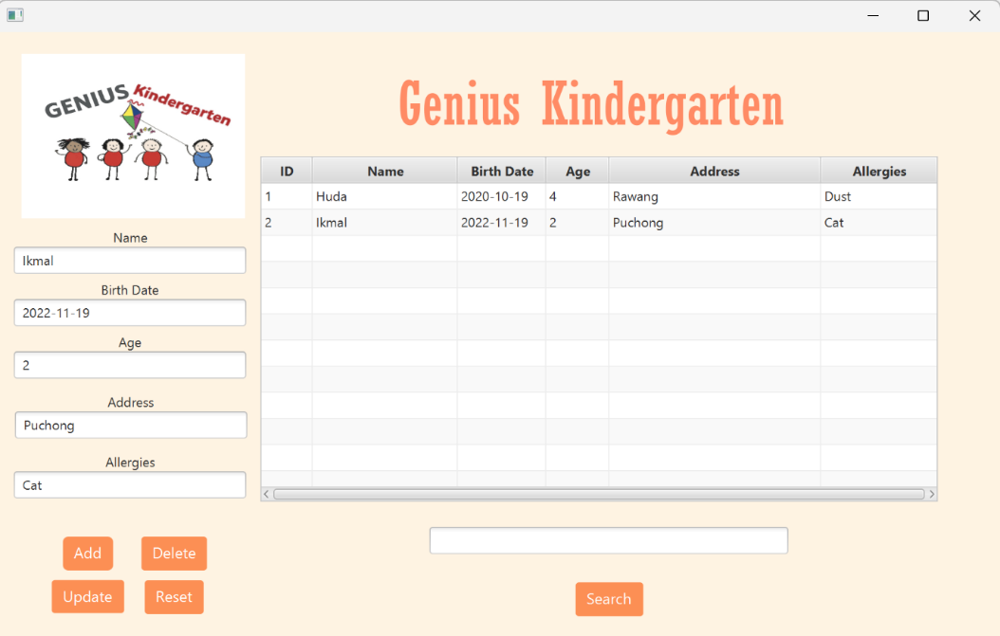 GENIUS Kindergarten
Genius Kindergarten
Name
Ikmal
Birth Date
2022-11-19
Age
2
Address
Puchong
Allergies
Cat
Add Delete
Update Reset
ID Name Birth Date Age Address Allergies
1 Huda 2020-10-19 4 Rawang Dust
2 Ikmal 2022-11-19 2 Puchong Cat
Search